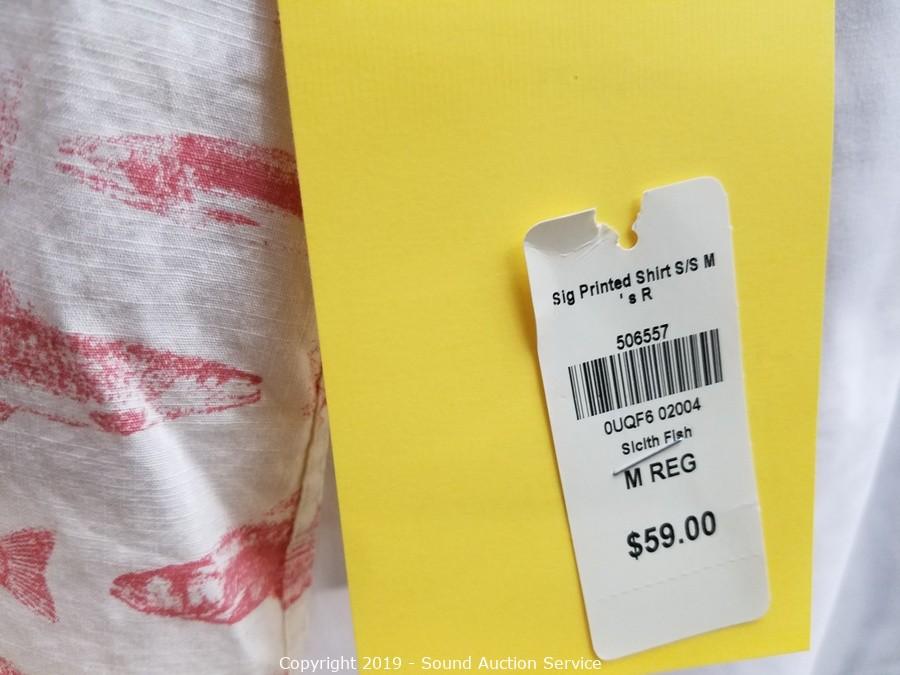 Sig Printed Shirt S/S M
' s R
506557
0UQF6 02004
Slcith Fish
M REG
$59.00
Copyright 2019 - Sound Auction Service